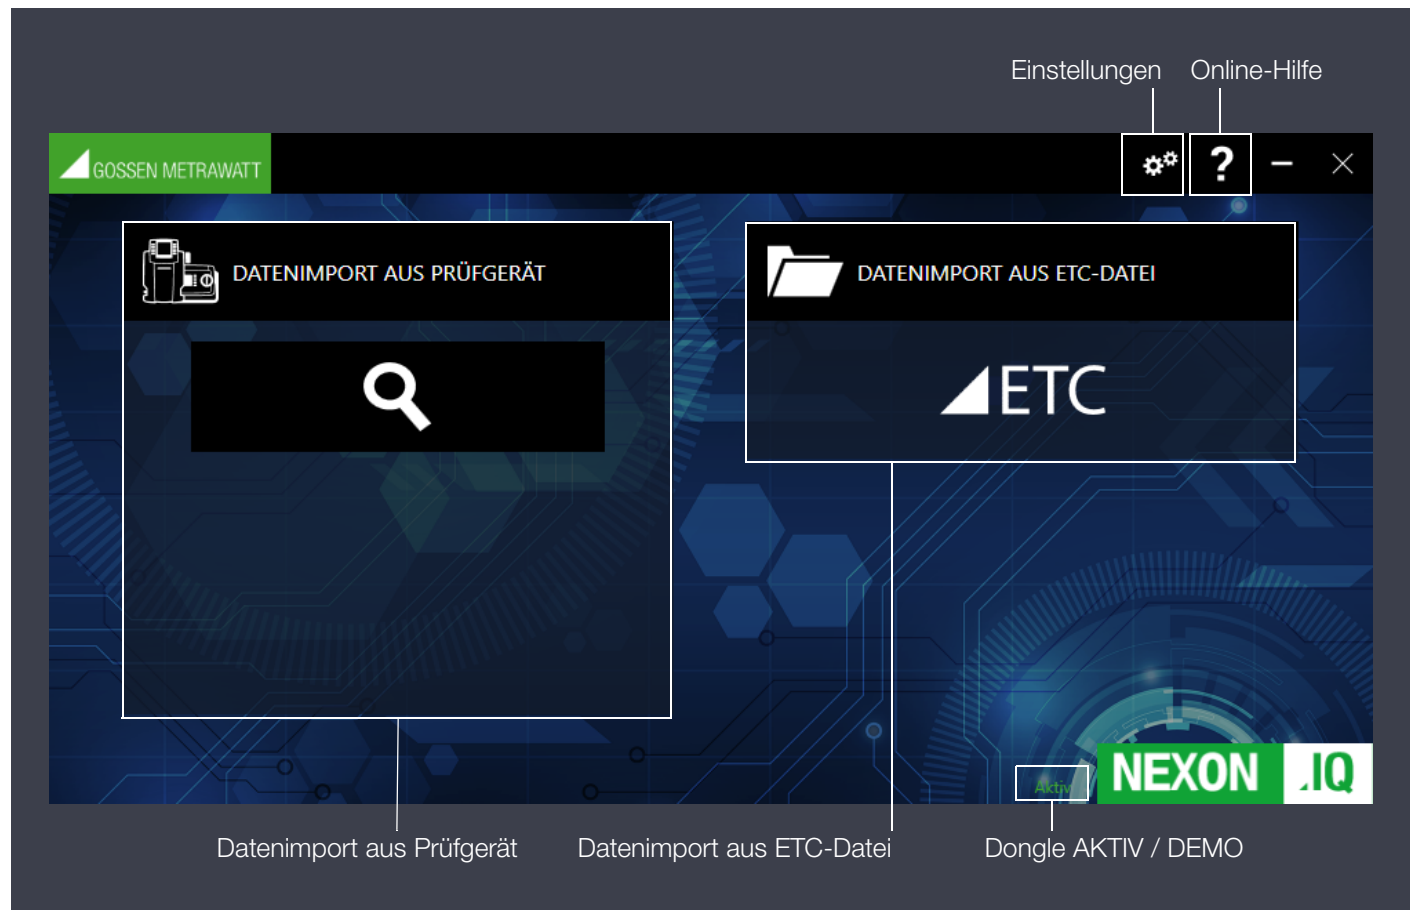 Einstellungen Online-Hilfe
GOSSEN METRAWATT
?
DATENIMPORT AUS PRÜFGERÄT
DATENIMPORT AUS ETC-DATEI
ETC
Aktiv
NEXON .IQ
Datenimport aus Prüfgerät Datenimport aus ETC-Datei Dongle AKTIV / DEMO